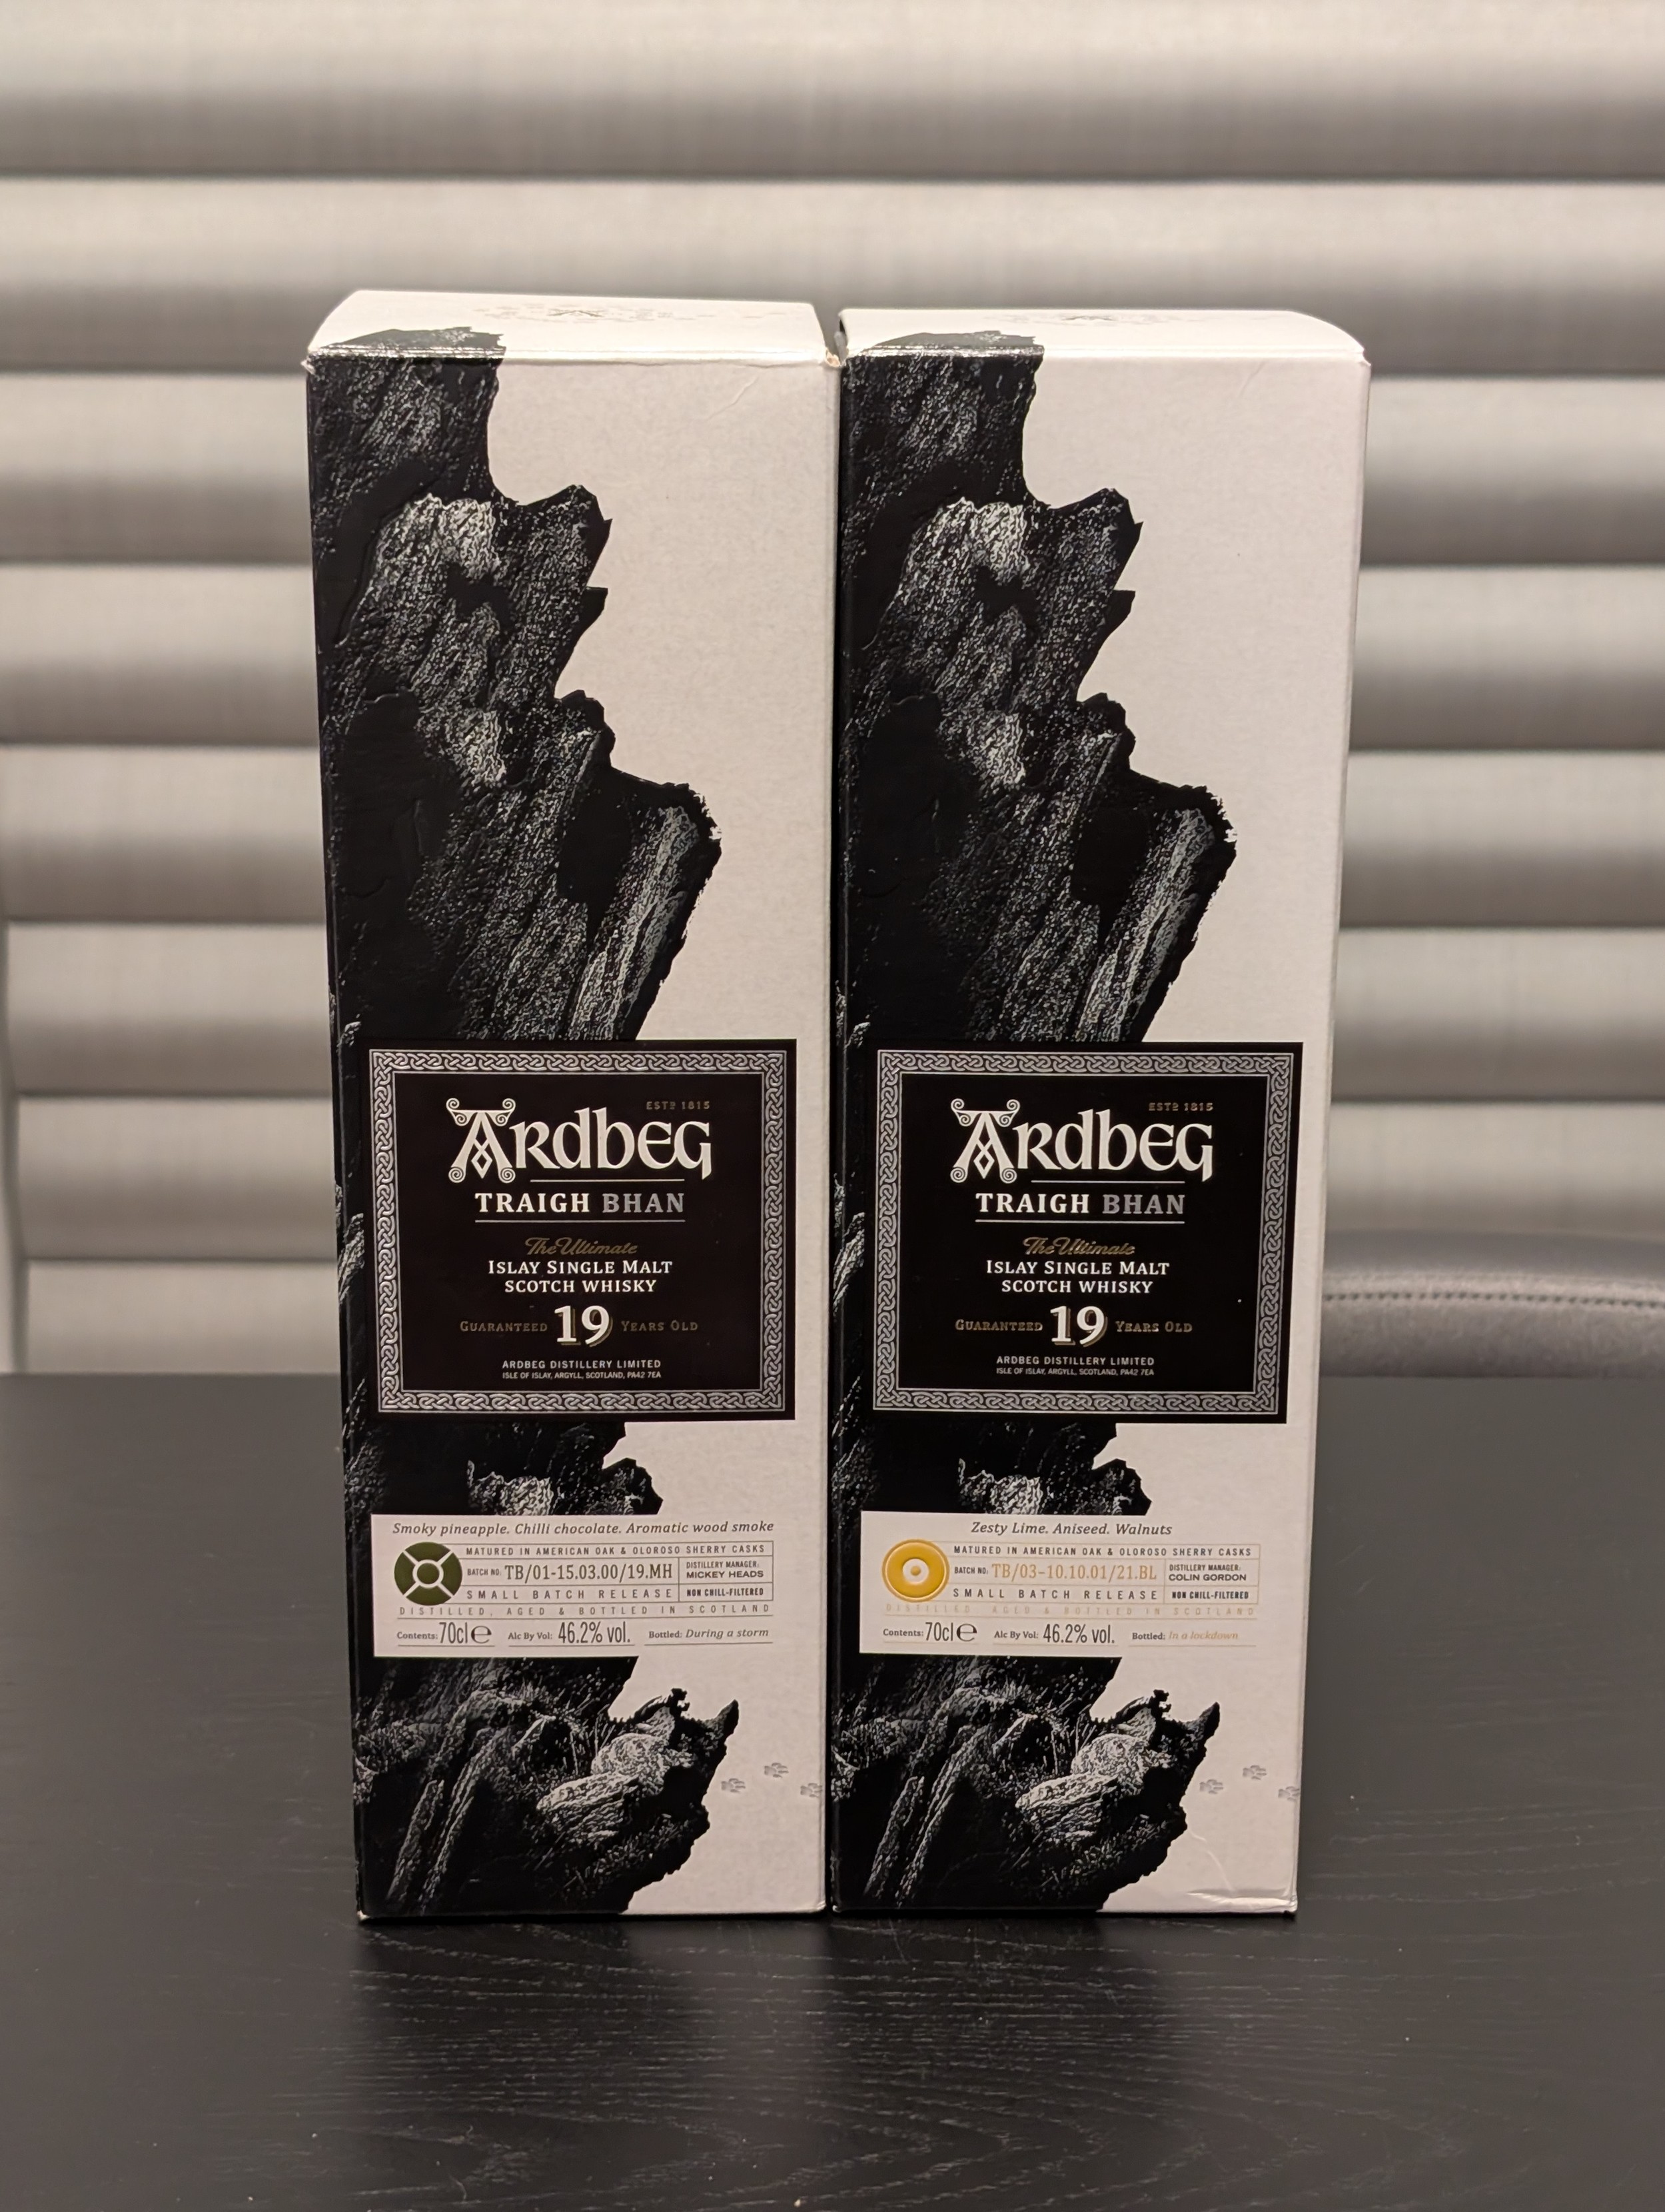 ESTD 1815
ARDBEG
TRAIGH BHAN
The Ultimate
ISLAY SINGLE MALT
SCOTCH WHISKY
GUARANTEED 19 YEARS OLD
ARDBEG DISTILLERY LIMITED
ISLE OF ISLAY, ARGYLL, SCOTLAND, PA42 7EA
Smoky pineapple. Chilli chocolate. Aromatic wood smoke
MATURED IN AMERICAN OAK & OLOROSO SHERRY CASKS
BATCH NO: TB/01-15.03.00/19.MH
DISTILLERY MANAGER:
MICKEY HEADS
SMALL BATCH RELEASE
NON CHILL-FILTERED
DISTILLED, AGED & BOTTLED IN SCOTLAND
Contents: 70cl e Alc By Vol: 46.2% vol. Bottled: During a storm
ESTD 1815
ARDBEG
TRAIGH BHAN
The Ultimate
ISLAY SINGLE MALT
SCOTCH WHISKY
GUARANTEED 19 YEARS OLD
ARDBEG DISTILLERY LIMITED
ISLE OF ISLAY, ARGYLL, SCOTLAND, PA42 7EA
Zesty Lime. Aniseed. Walnuts
MATURED IN AMERICAN OAK & OLOROSO SHERRY CASKS
BATCH NO: TB/03-10.10.01/21.BL
DISTILLERY MANAGER:
COLIN GORDON
SMALL BATCH RELEASE
NON CHILL-FILTERED
DISTILLED, AGED & BOTTLED IN SCOTLAND
Contents: 70cl e Alc By Vol: 46.2% vol. Bottled: In a lockdown